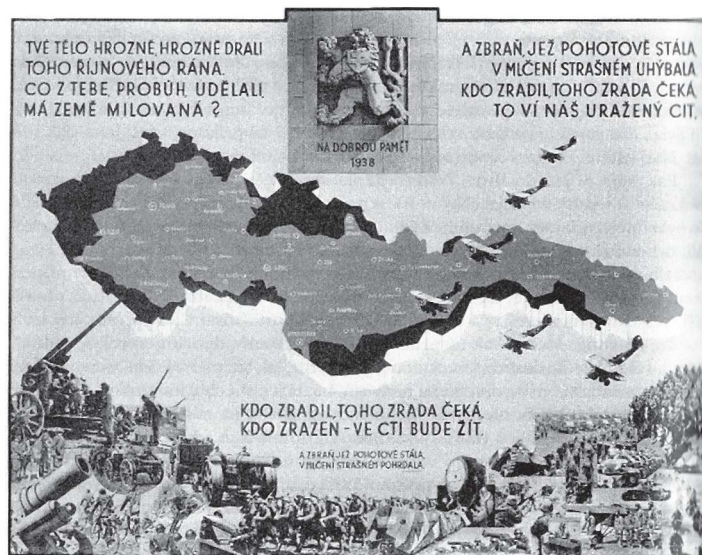 TVÉ TĚLO HROZNĚ, HROZNĚ DRALI
TOHO ŘÍJNOVÉHO RÁNA.
CO Z TEBE, PROBŮH, UDĚLALI,
MÁ ZEMĚ MILOVANÁ ?
NA DOBROU PAMĚŤ
1938
A ZBRAŇ, JEŽ POHOTOVĚ STÁLA,
V MLČENÍ STRAŠNÉM UHÝBALA.
KDO ZRADIL, TOHO ZRADA ČEKÁ,
TO VÍ NÁŠ URAŽENÝ CIT.
KDO ZRADIL, TOHO ZRADA ČEKÁ,
KDO ZRAZEN - VE CTI BUDE ŽÍT.
A ZBRAŇ, JEŽ POHOTOVĚ STÁLA,
V MLČENÍ STRAŠNÉM POHRDALA.